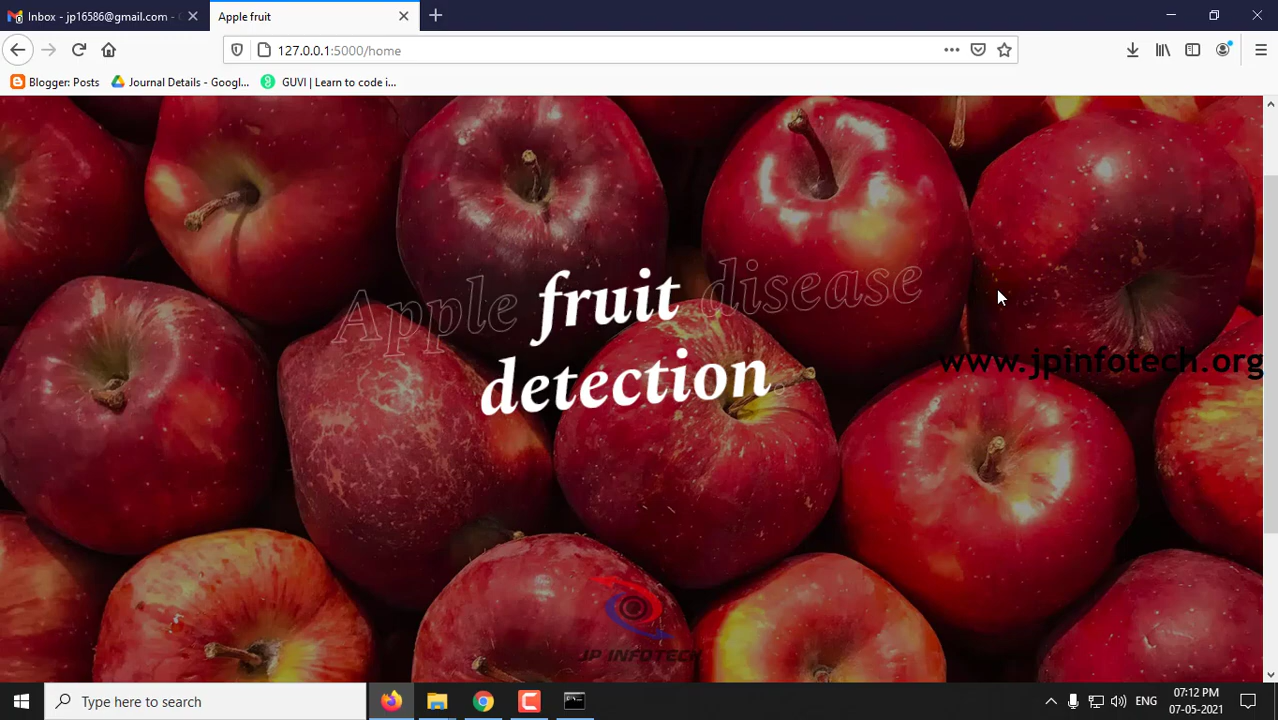 Inbox - jp16586@gmail.com -
Apple fruit
127.0.0.1:5000/home
Blogger: Posts
Journal Details - Googl...
GUVI | Learn to code i...
Apple fruit disease
detection
www.jpinfotech.org
JP INFOTECH
Type here to search
ENG
07:12 PM
07-05-2021